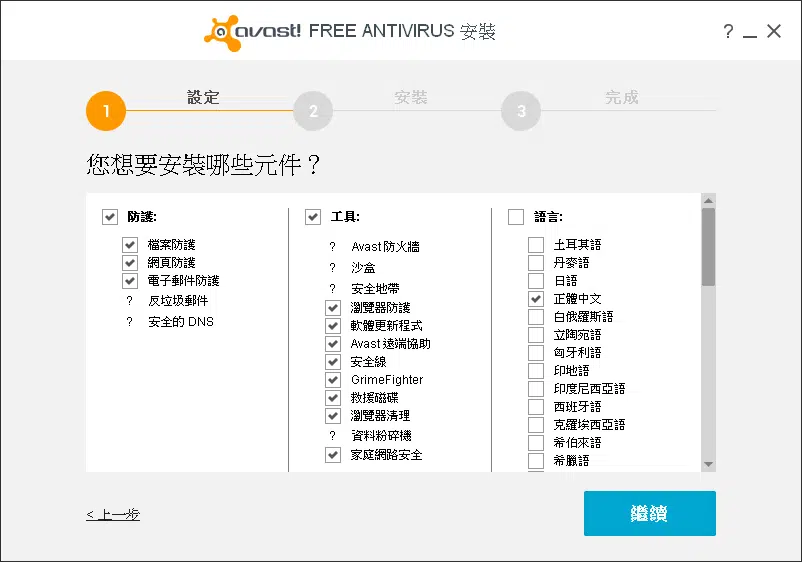 avast! FREE ANTIVIRUS 安裝
? _ X
1 設定 2 安裝 3 完成
您想要安裝哪些元件？
防護:
檔案防護
網頁防護
電子郵件防護
? 反垃圾郵件
? 安全的 DNS
工具:
? Avast 防火牆
? 沙盒
? 安全地帶
瀏覽器防護
軟體更新程式
Avast 遠端協助
安全線
GrimeFighter
救援磁碟
瀏覽器清理
? 資料粉碎機
家庭網路安全
語言:
土耳其語
丹麥語
日語
正體中文
白俄羅斯語
立陶宛語
匈牙利語
印地語
印度尼西亞語
西班牙語
克羅埃西亞語
希伯來語
希臘語
< 上一步
繼續